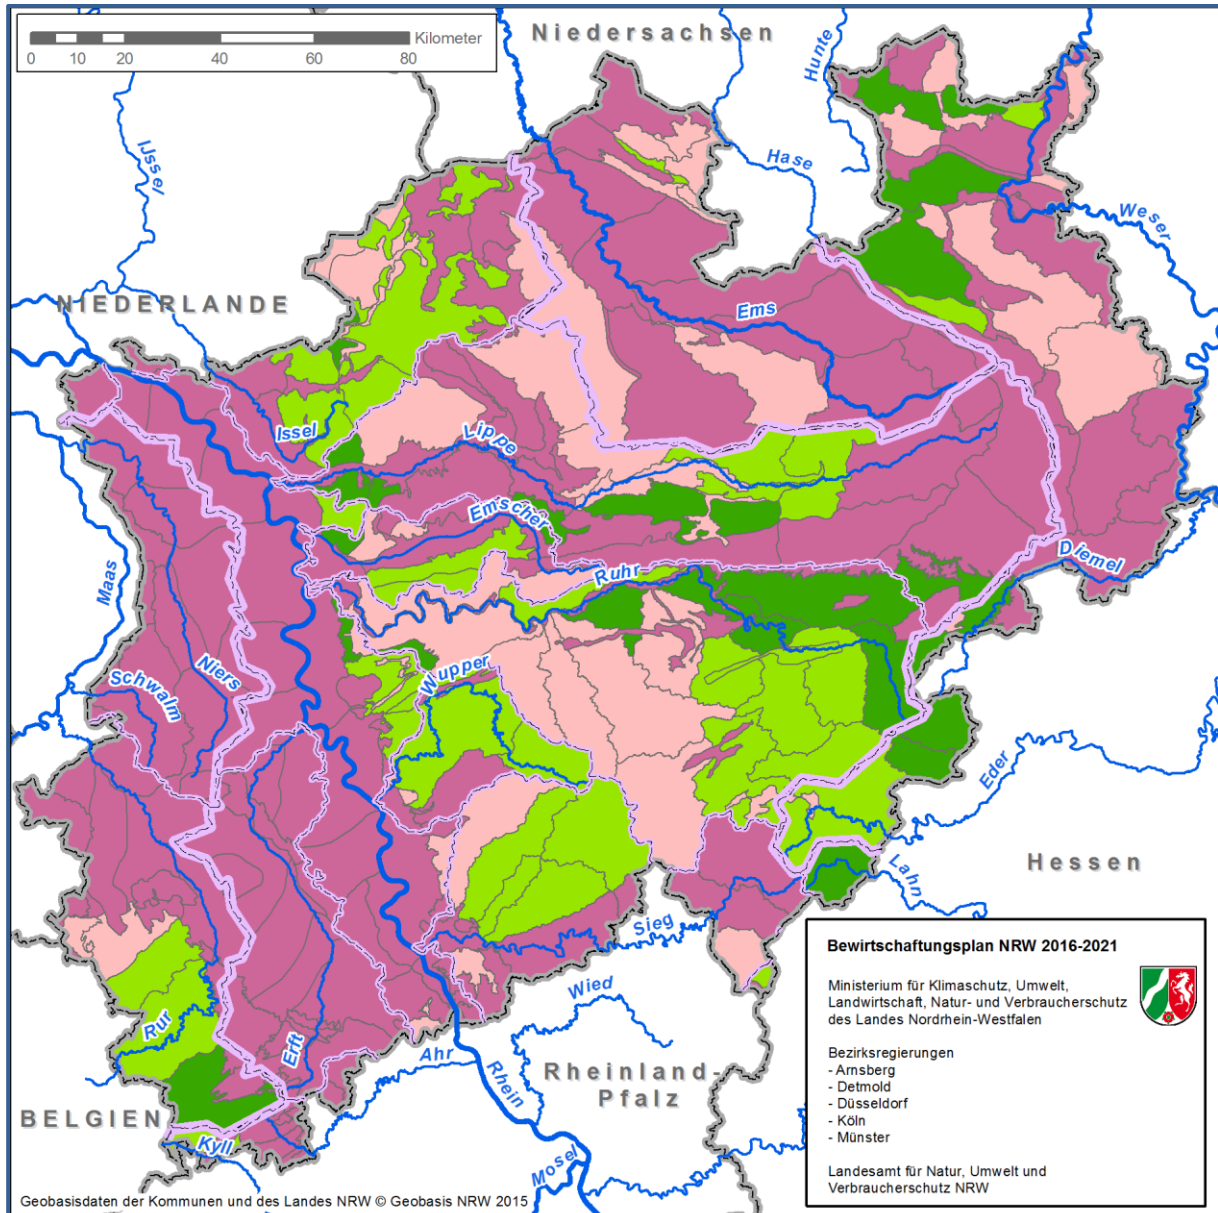 Kilometer
0 10 20 40 60 80
Niedersachsen
Hunte
IJssel
Hase
Weser
NIEDERLANDE
Ems
Issel
Lippe
Emscher
Diemel
Maas
Ruhr
Wupper
Niers
Schwalm
Eder
Hessen
Lahn
Sieg
Wied
Rur
Erft
Ahr
Rhein
Rheinland-
Pfalz
BELGIEN
Kyll
Mosel
Bewirtschaftungsplan NRW 2016-2021
Ministerium für Klimaschutz, Umwelt,
Landwirtschaft, Natur- und Verbraucherschutz
des Landes Nordrhein-Westfalen
Bezirksregierungen
- Arnsberg
- Detmold
- Düsseldorf
- Köln
- Münster
Landesamt für Natur, Umwelt und
Verbraucherschutz NRW
Geobasisdaten der Kommunen und des Landes NRW © Geobasis NRW 2015